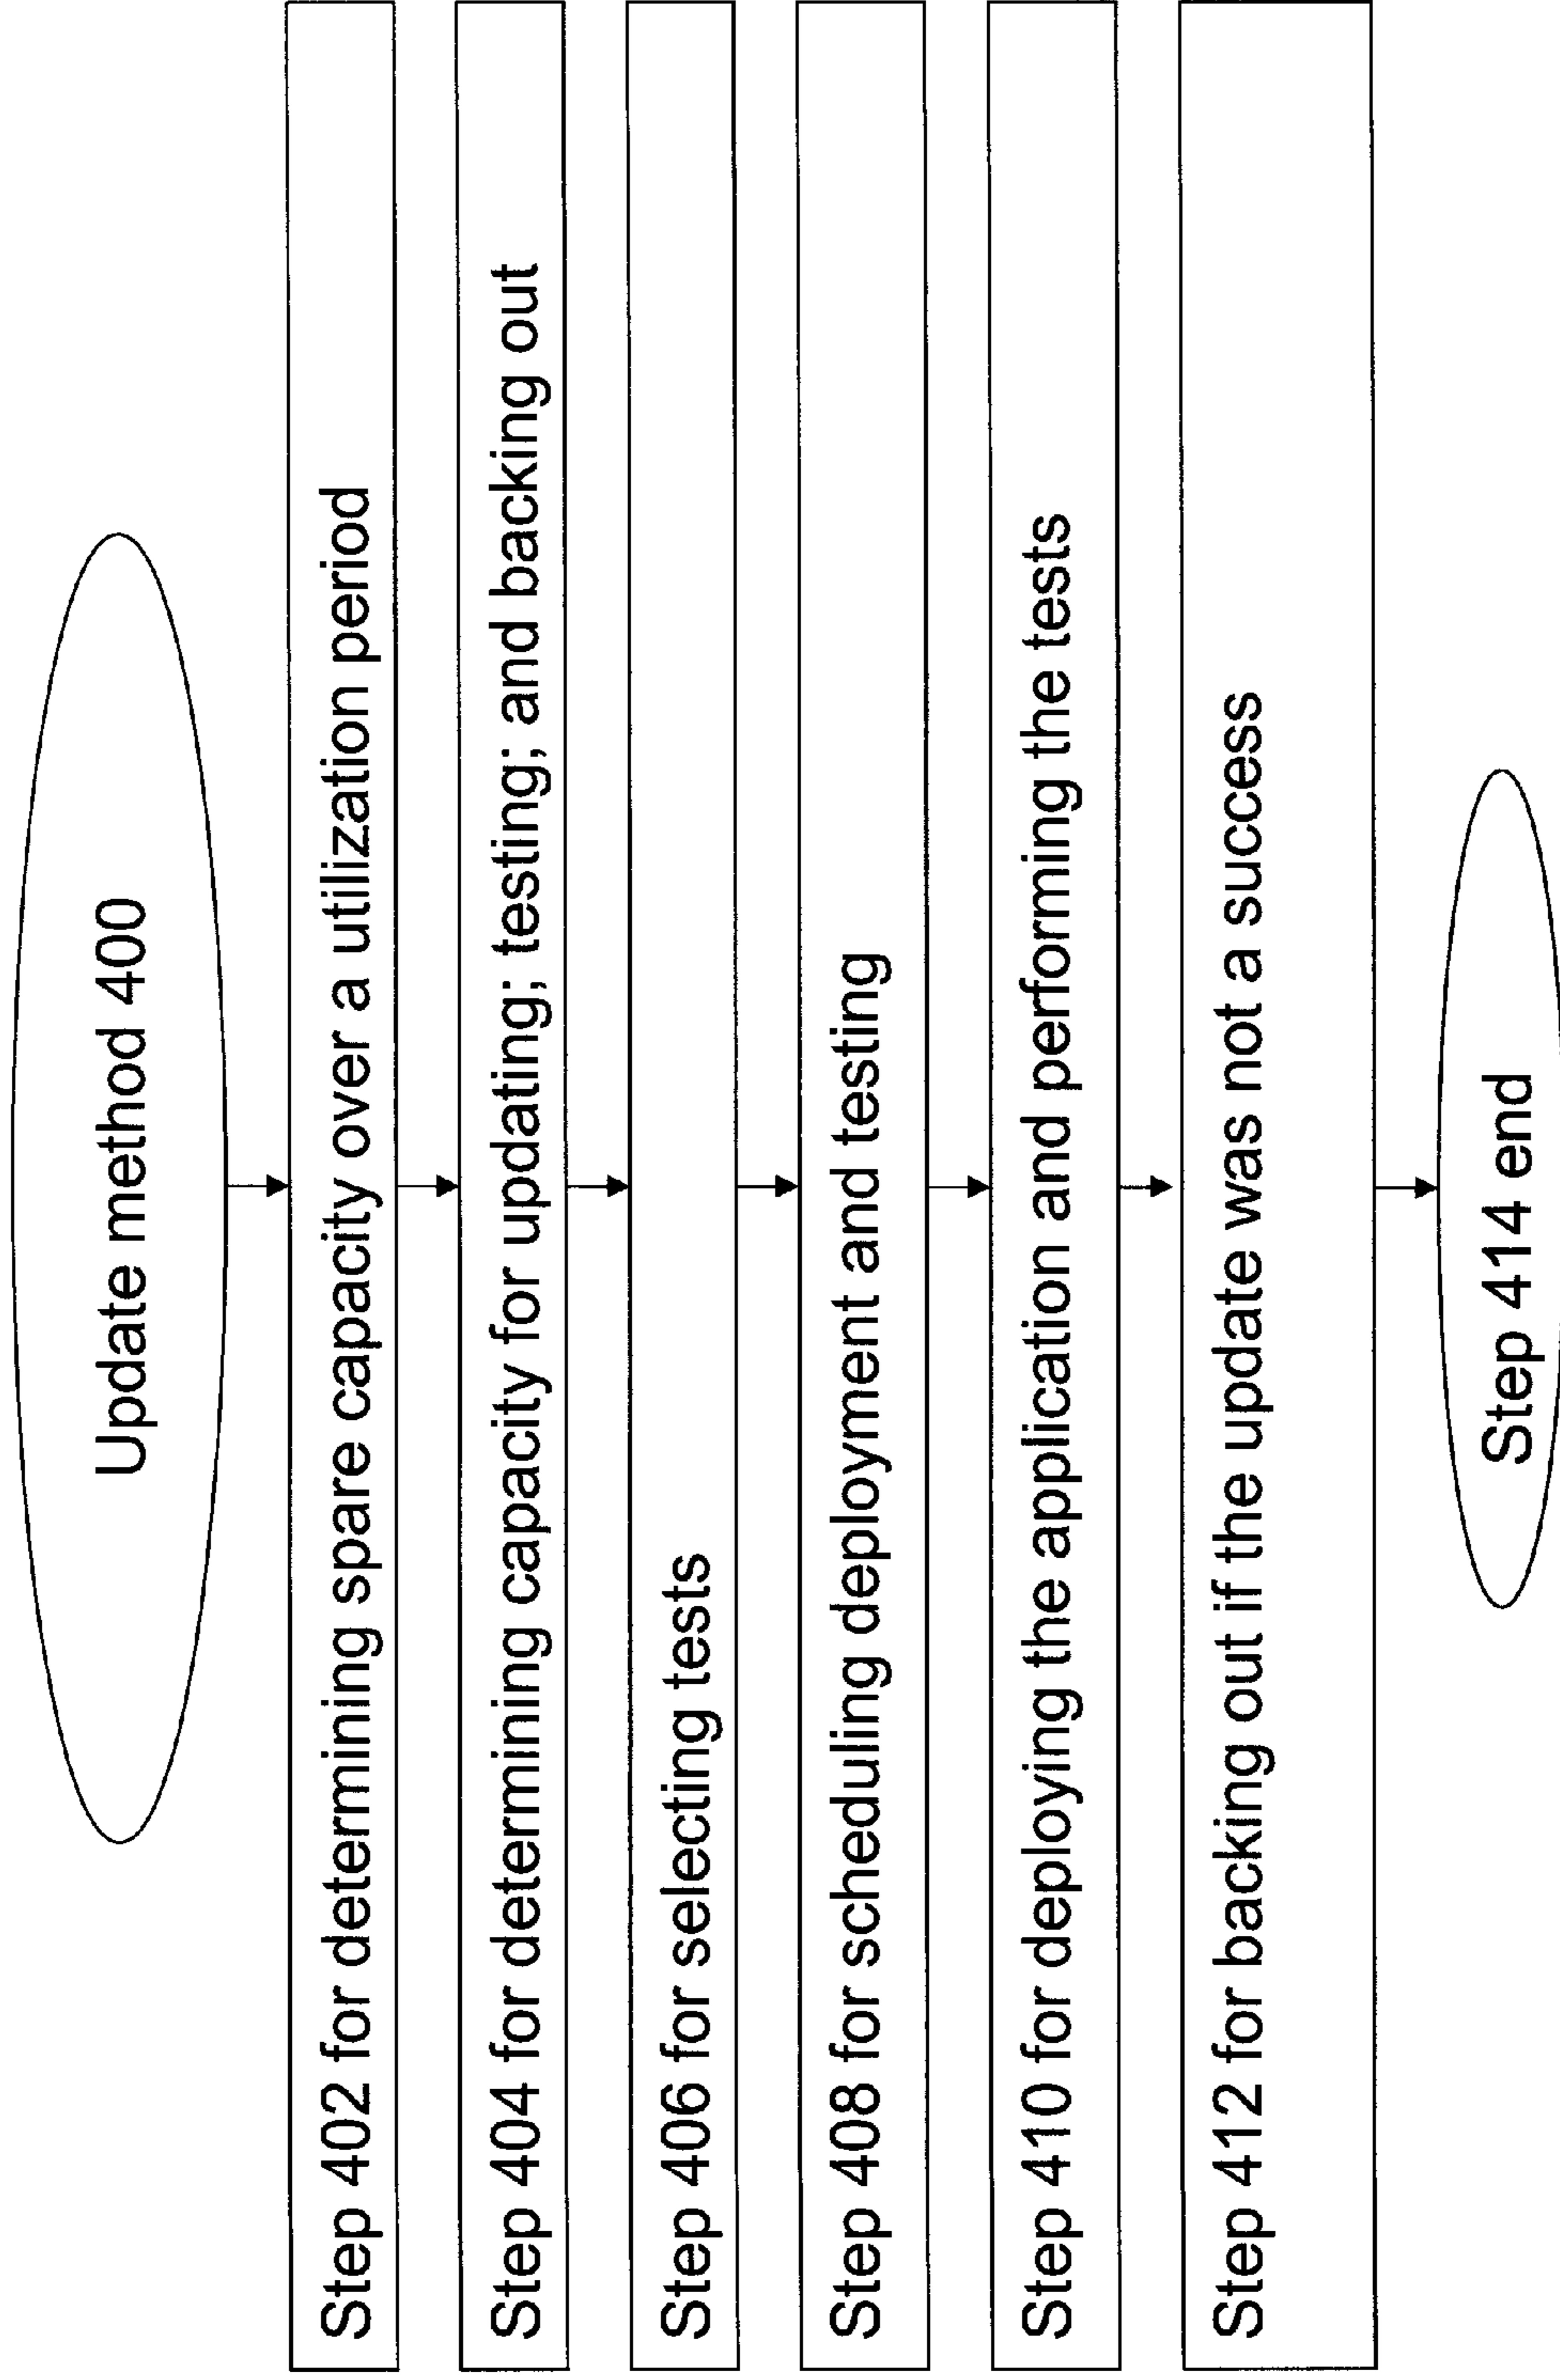 Update method 400
Step 402 for determining spare capacity over a utilization period
Step 404 for determining capacity for updating; testing; and backing out
Step 406 for selecting tests
Step 408 for scheduling deployment and testing
Step 410 for deploying the application and performing the tests
Step 412 for backing out if the update was not a success
Step 414 end